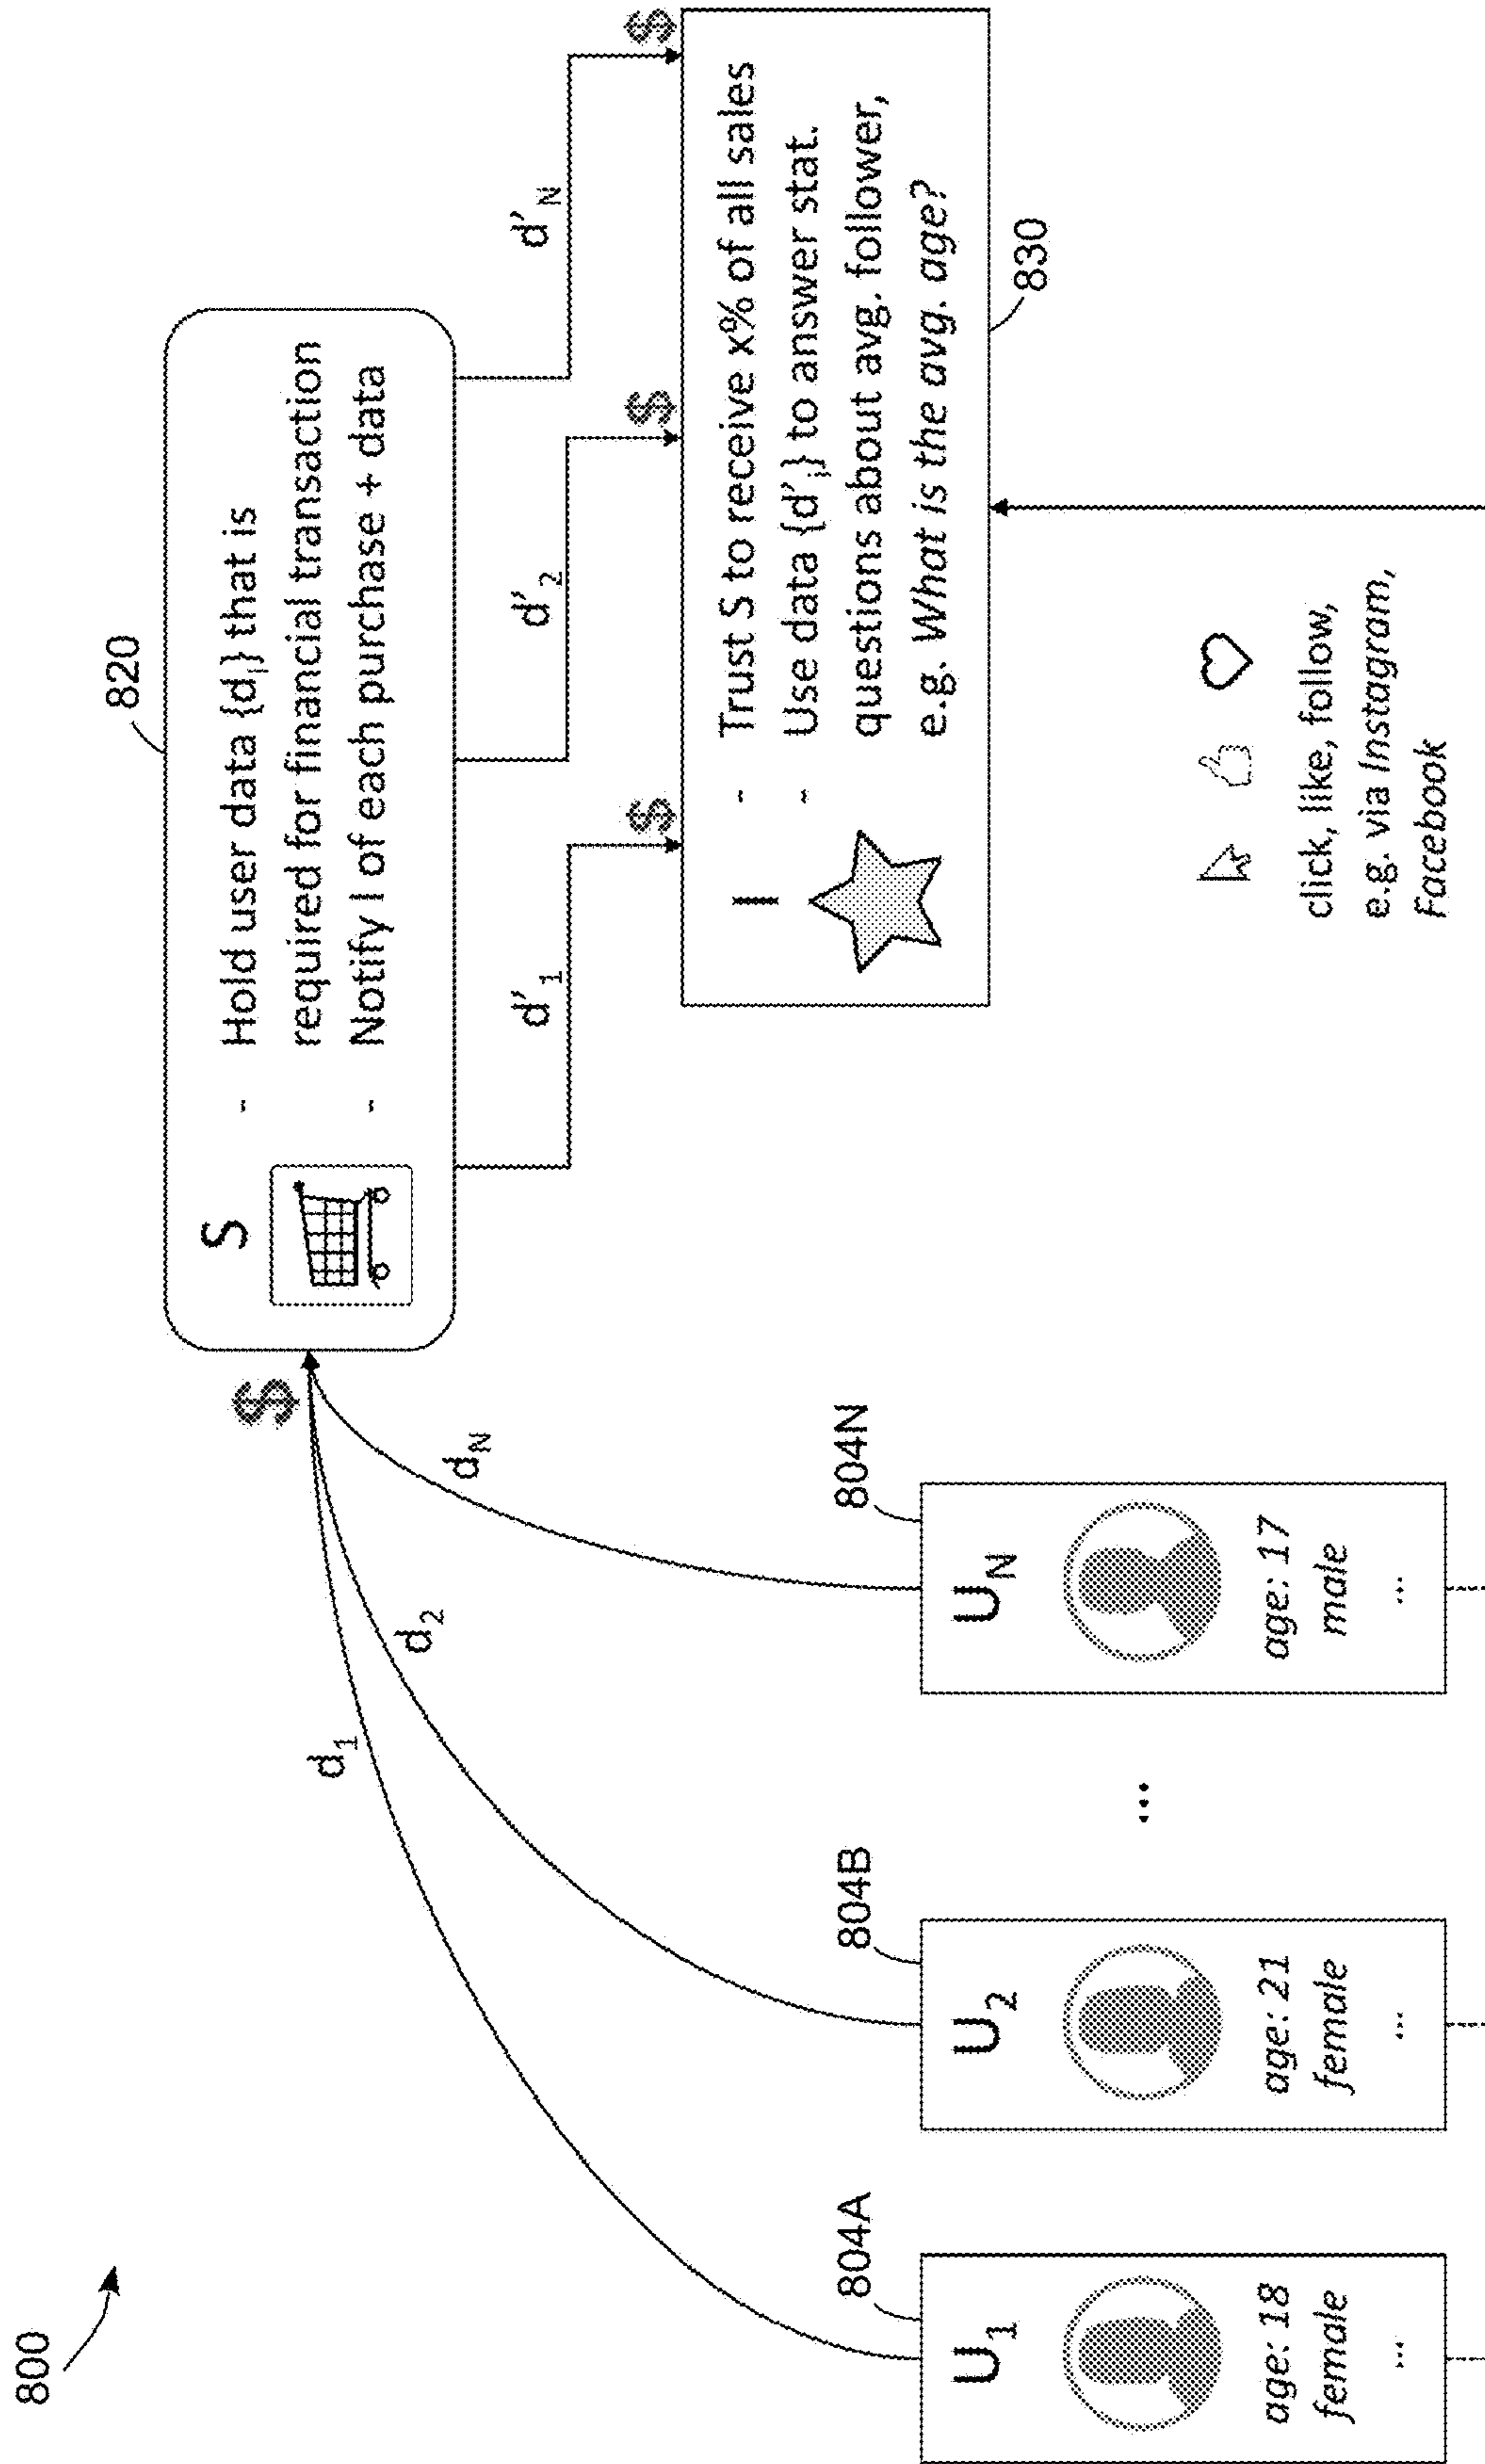 800
820
S
- Hold user data {dᵢ} that is
required for financial transaction
- Notify I of each purchase + data
$
d₁
d₂
d_N
d'₁
d'₂
d'_N
$
$
$
I
- Trust S to receive x% of all sales
- Use data {d'ᵢ} to answer stat.
questions about avg. follower,
e.g. What is the avg. age?
830
804A
U₁
age: 18
female
...
804B
U₂
age: 21
female
...
...
804N
U_N
age: 17
male
...
click, like, follow,
e.g. via Instagram,
Facebook